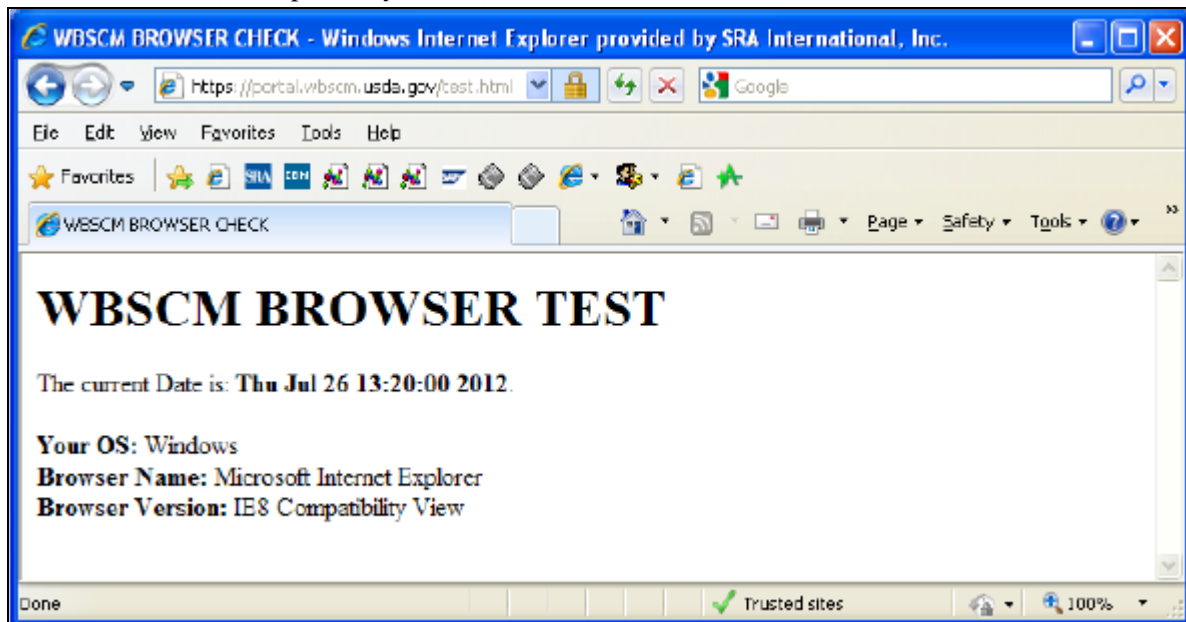 WBSCM BROWSER CHECK - Windows Internet Explorer provided by SRA International, Inc.
https://portal.wbscm.usda.gov/test.html Google
File Edit View Favorites Tools Help
Favorites SRA
WBSCM BROWSER CHECK Page Safety Tools
WBSCM BROWSER TEST
The current Date is: Thu Jul 26 13:20:00 2012.
Your OS: Windows
Browser Name: Microsoft Internet Explorer
Browser Version: IE8 Compatibility View
Done Trusted sites 100%